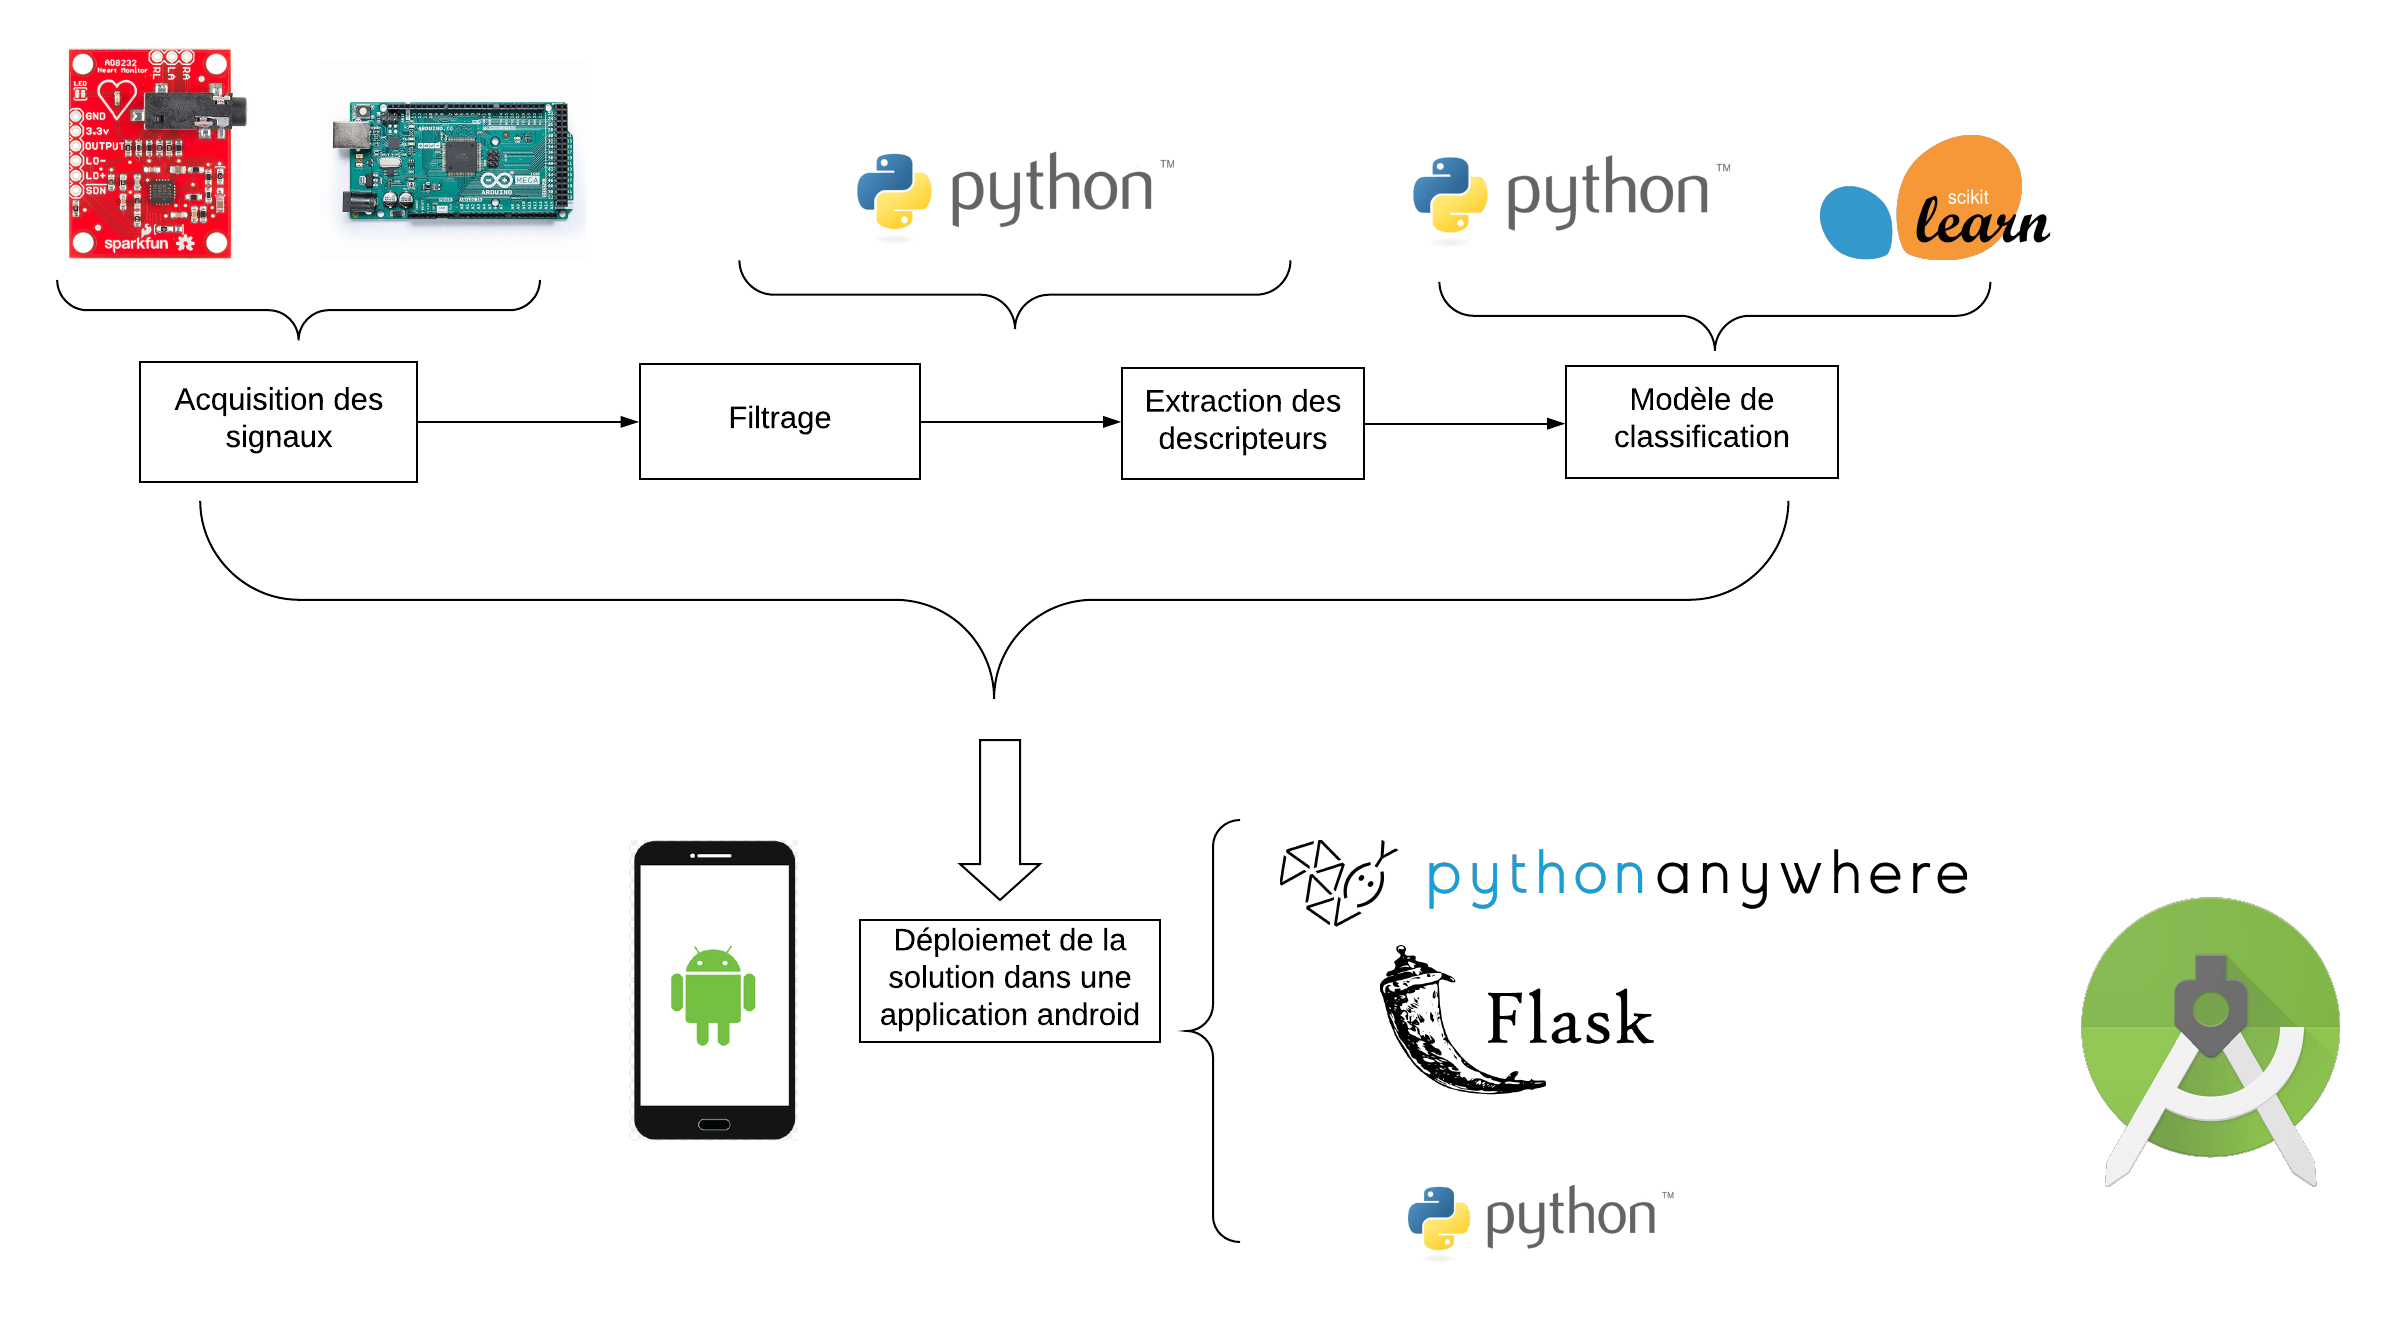 AD8232
Heart Monitor
LED
RL
LA
RA
GND
3.3v
OUTPUT
LO-
LO+
SDN
sparkfun
ARDUINO
MEGA
python™
python™
scikit
learn
Acquisition des
signaux
Filtrage
Extraction des
descripteurs
Modèle de
classification
Déploiemet de la
solution dans une
application android
pythonanywhere
Flask
python™